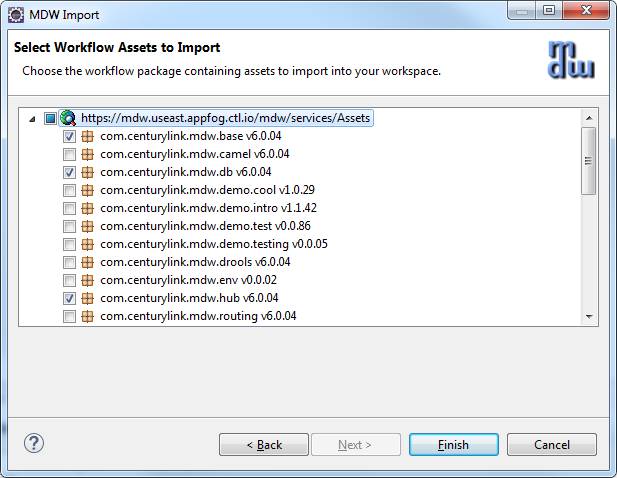 MDW Import
Select Workflow Assets to Import
Choose the workflow package containing assets to import into your workspace.
mdw
https://mdw.useast.appfog.ctl.io/mdw/services/Assets
com.centurylink.mdw.base v6.0.04
com.centurylink.mdw.camel v6.0.04
com.centurylink.mdw.db v6.0.04
com.centurylink.mdw.demo.cool v1.0.29
com.centurylink.mdw.demo.intro v1.1.42
com.centurylink.mdw.demo.test v0.0.86
com.centurylink.mdw.demo.testing v0.0.05
com.centurylink.mdw.drools v6.0.04
com.centurylink.mdw.env v0.0.02
com.centurylink.mdw.hub v6.0.04
com.centurylink.mdw.routing v6.0.04
?
< Back
Next >
Finish
Cancel